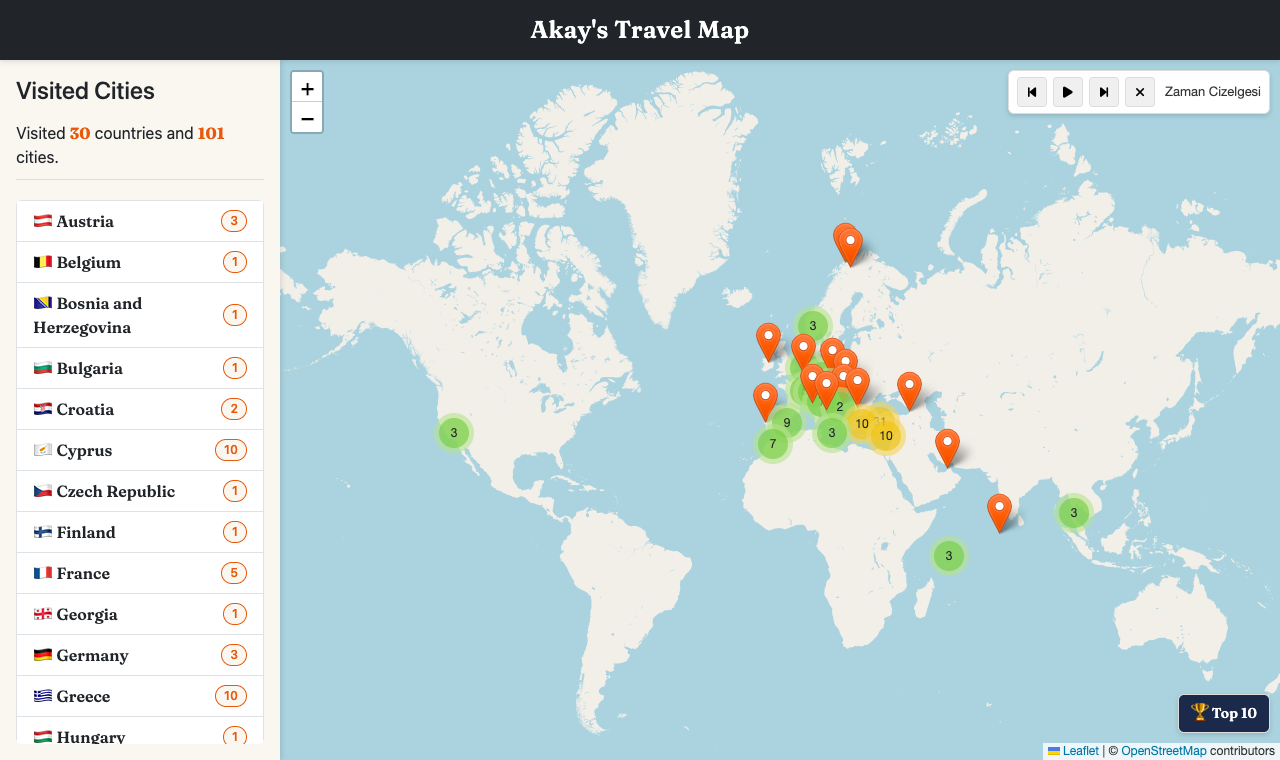 Akay's Travel Map
Visited Cities
Visited 30 countries and 101
cities.
Austria 3
Belgium 1
Bosnia and
Herzegovina 1
Bulgaria 1
Croatia 2
Cyprus 10
Czech Republic 1
Finland 1
France 5
Georgia 1
Germany 3
Greece 10
Hungary 1
+
−
Zaman Cizelgesi
3
3
2
9
10
31
10
3
7
3
3
Top 10
Leaflet | © OpenStreetMap contributors